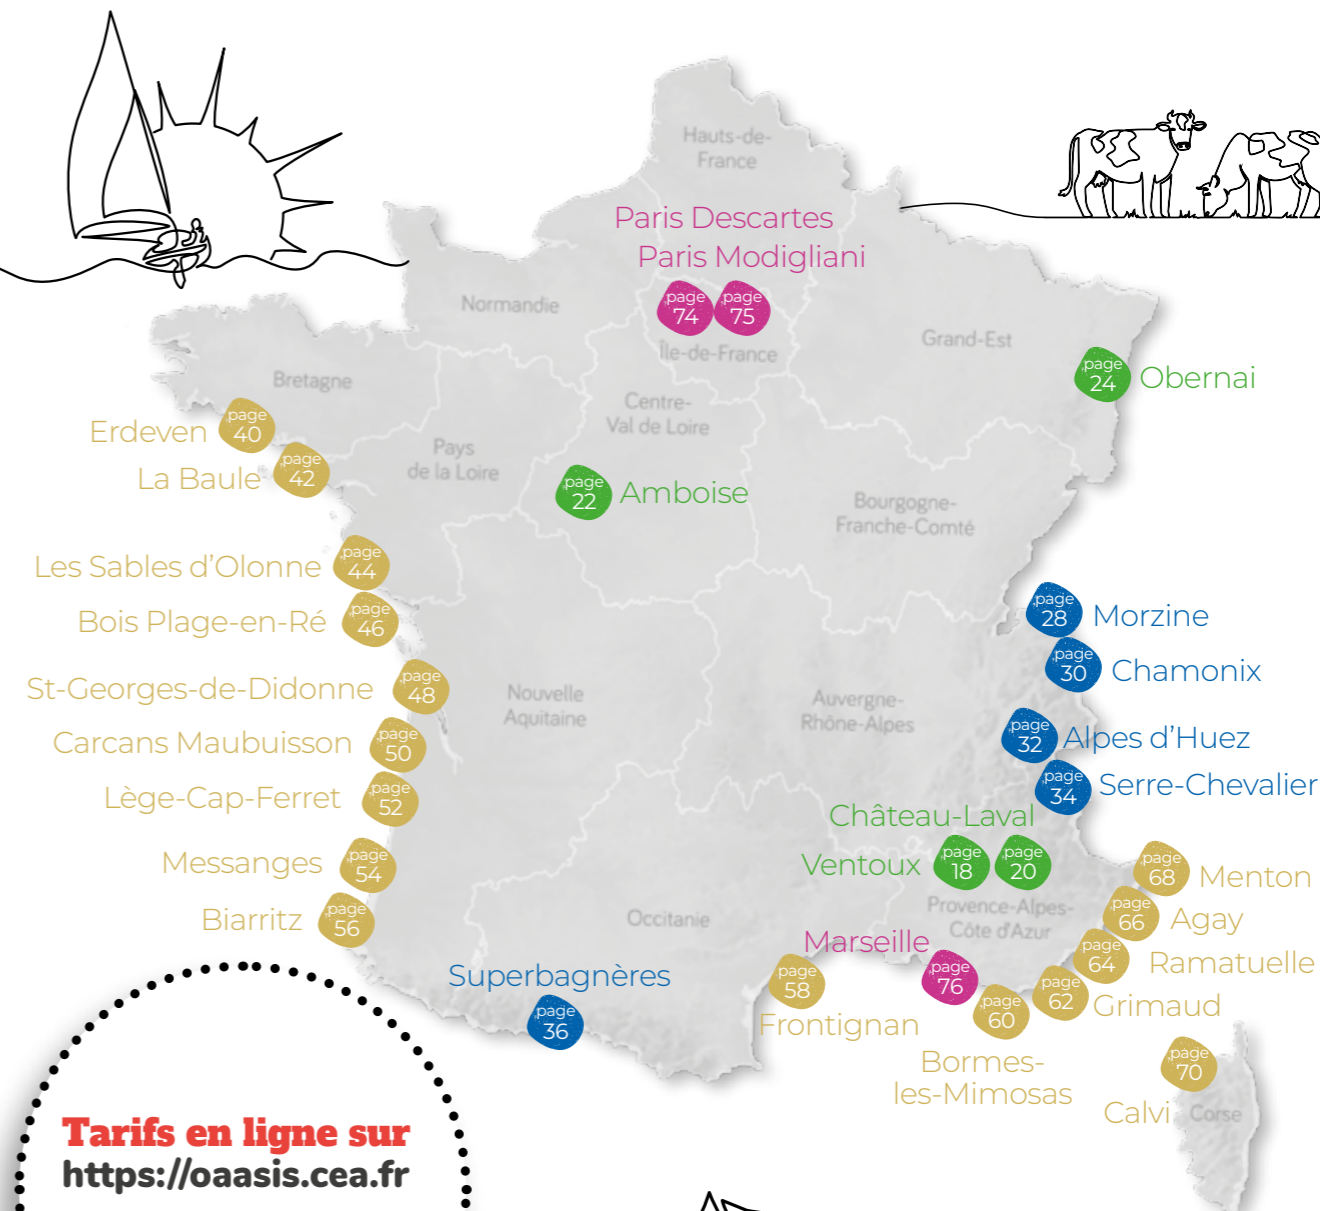 Hauts-de-
France
Paris Descartes
Paris Modigliani
page
74
page
75
Île-de-France
Normandie
Grand-Est
page
24
Obernai
Bretagne
Centre-
Val de Loire
Erdeven
page
40
La Baule
page
42
Pays
de la Loire
page
22
Amboise
Bourgogne-
Franche-Comté
Les Sables d'Olonne
page
44
Bois Plage-en-Ré
page
46
page
28
Morzine
page
30
Chamonix
St-Georges-de-Didonne
page
48
Nouvelle
Aquitaine
Auvergne-
Rhône-Alpes
Carcans Maubuisson
page
50
page
32
Alpes d'Huez
Lège-Cap-Ferret
page
52
page
34
Serre-Chevalier
Château-Laval
Ventoux
page
18
page
20
Messanges
page
54
page
68
Menton
Biarritz
page
56
Occitanie
Provence-Alpes-
Côte d'Azur
page
66
Agay
Marseille
page
76
page
64
Ramatuelle
Superbagnères
page
36
page
58
Frontignan
page
62
Grimaud
page
60
Bormes-
les-Mimosas
page
70
Calvi
Corse
Tarifs en ligne sur
https://oaasis.cea.fr